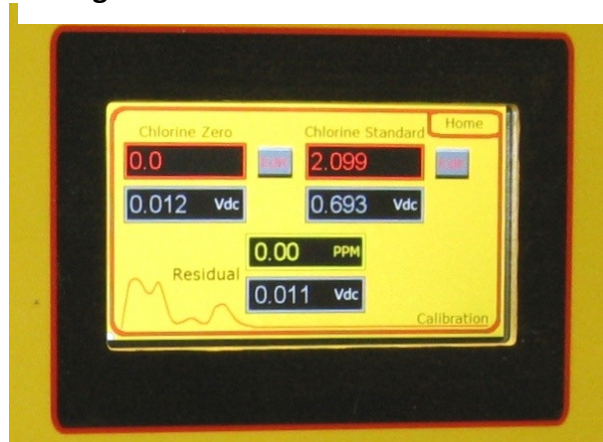 Home
Chlorine Zero Chlorine Standard
0.0 2.099
0.012 Vdc 0.693 Vdc
0.00 PPM
Residual
0.011 Vdc
Calibration